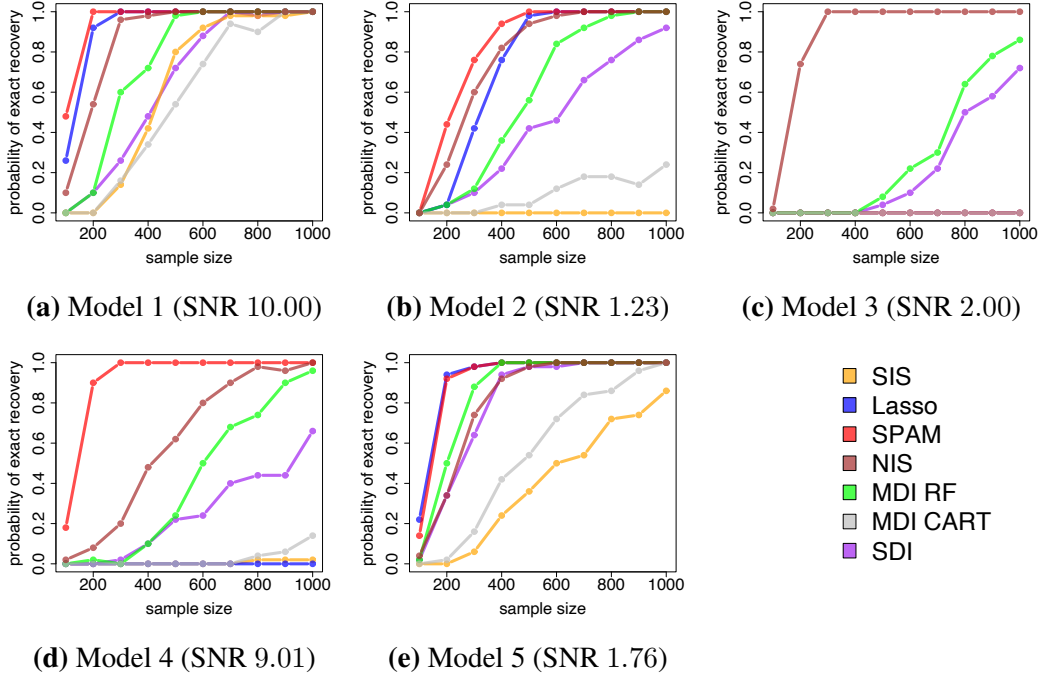 probability of exact recovery
0.0 0.2 0.4 0.6 0.8 1.0
200 400 600 800 1000
sample size
(a) Model 1 (SNR 10.00)
probability of exact recovery
0.0 0.2 0.4 0.6 0.8 1.0
200 400 600 800 1000
sample size
(b) Model 2 (SNR 1.23)
probability of exact recovery
0.0 0.2 0.4 0.6 0.8 1.0
200 400 600 800 1000
sample size
(c) Model 3 (SNR 2.00)
probability of exact recovery
0.0 0.2 0.4 0.6 0.8 1.0
200 400 600 800 1000
sample size
(d) Model 4 (SNR 9.01)
probability of exact recovery
0.0 0.2 0.4 0.6 0.8 1.0
200 400 600 800 1000
sample size
(e) Model 5 (SNR 1.76)
SIS
Lasso
SPAM
NIS
MDI RF
MDI CART
SDI